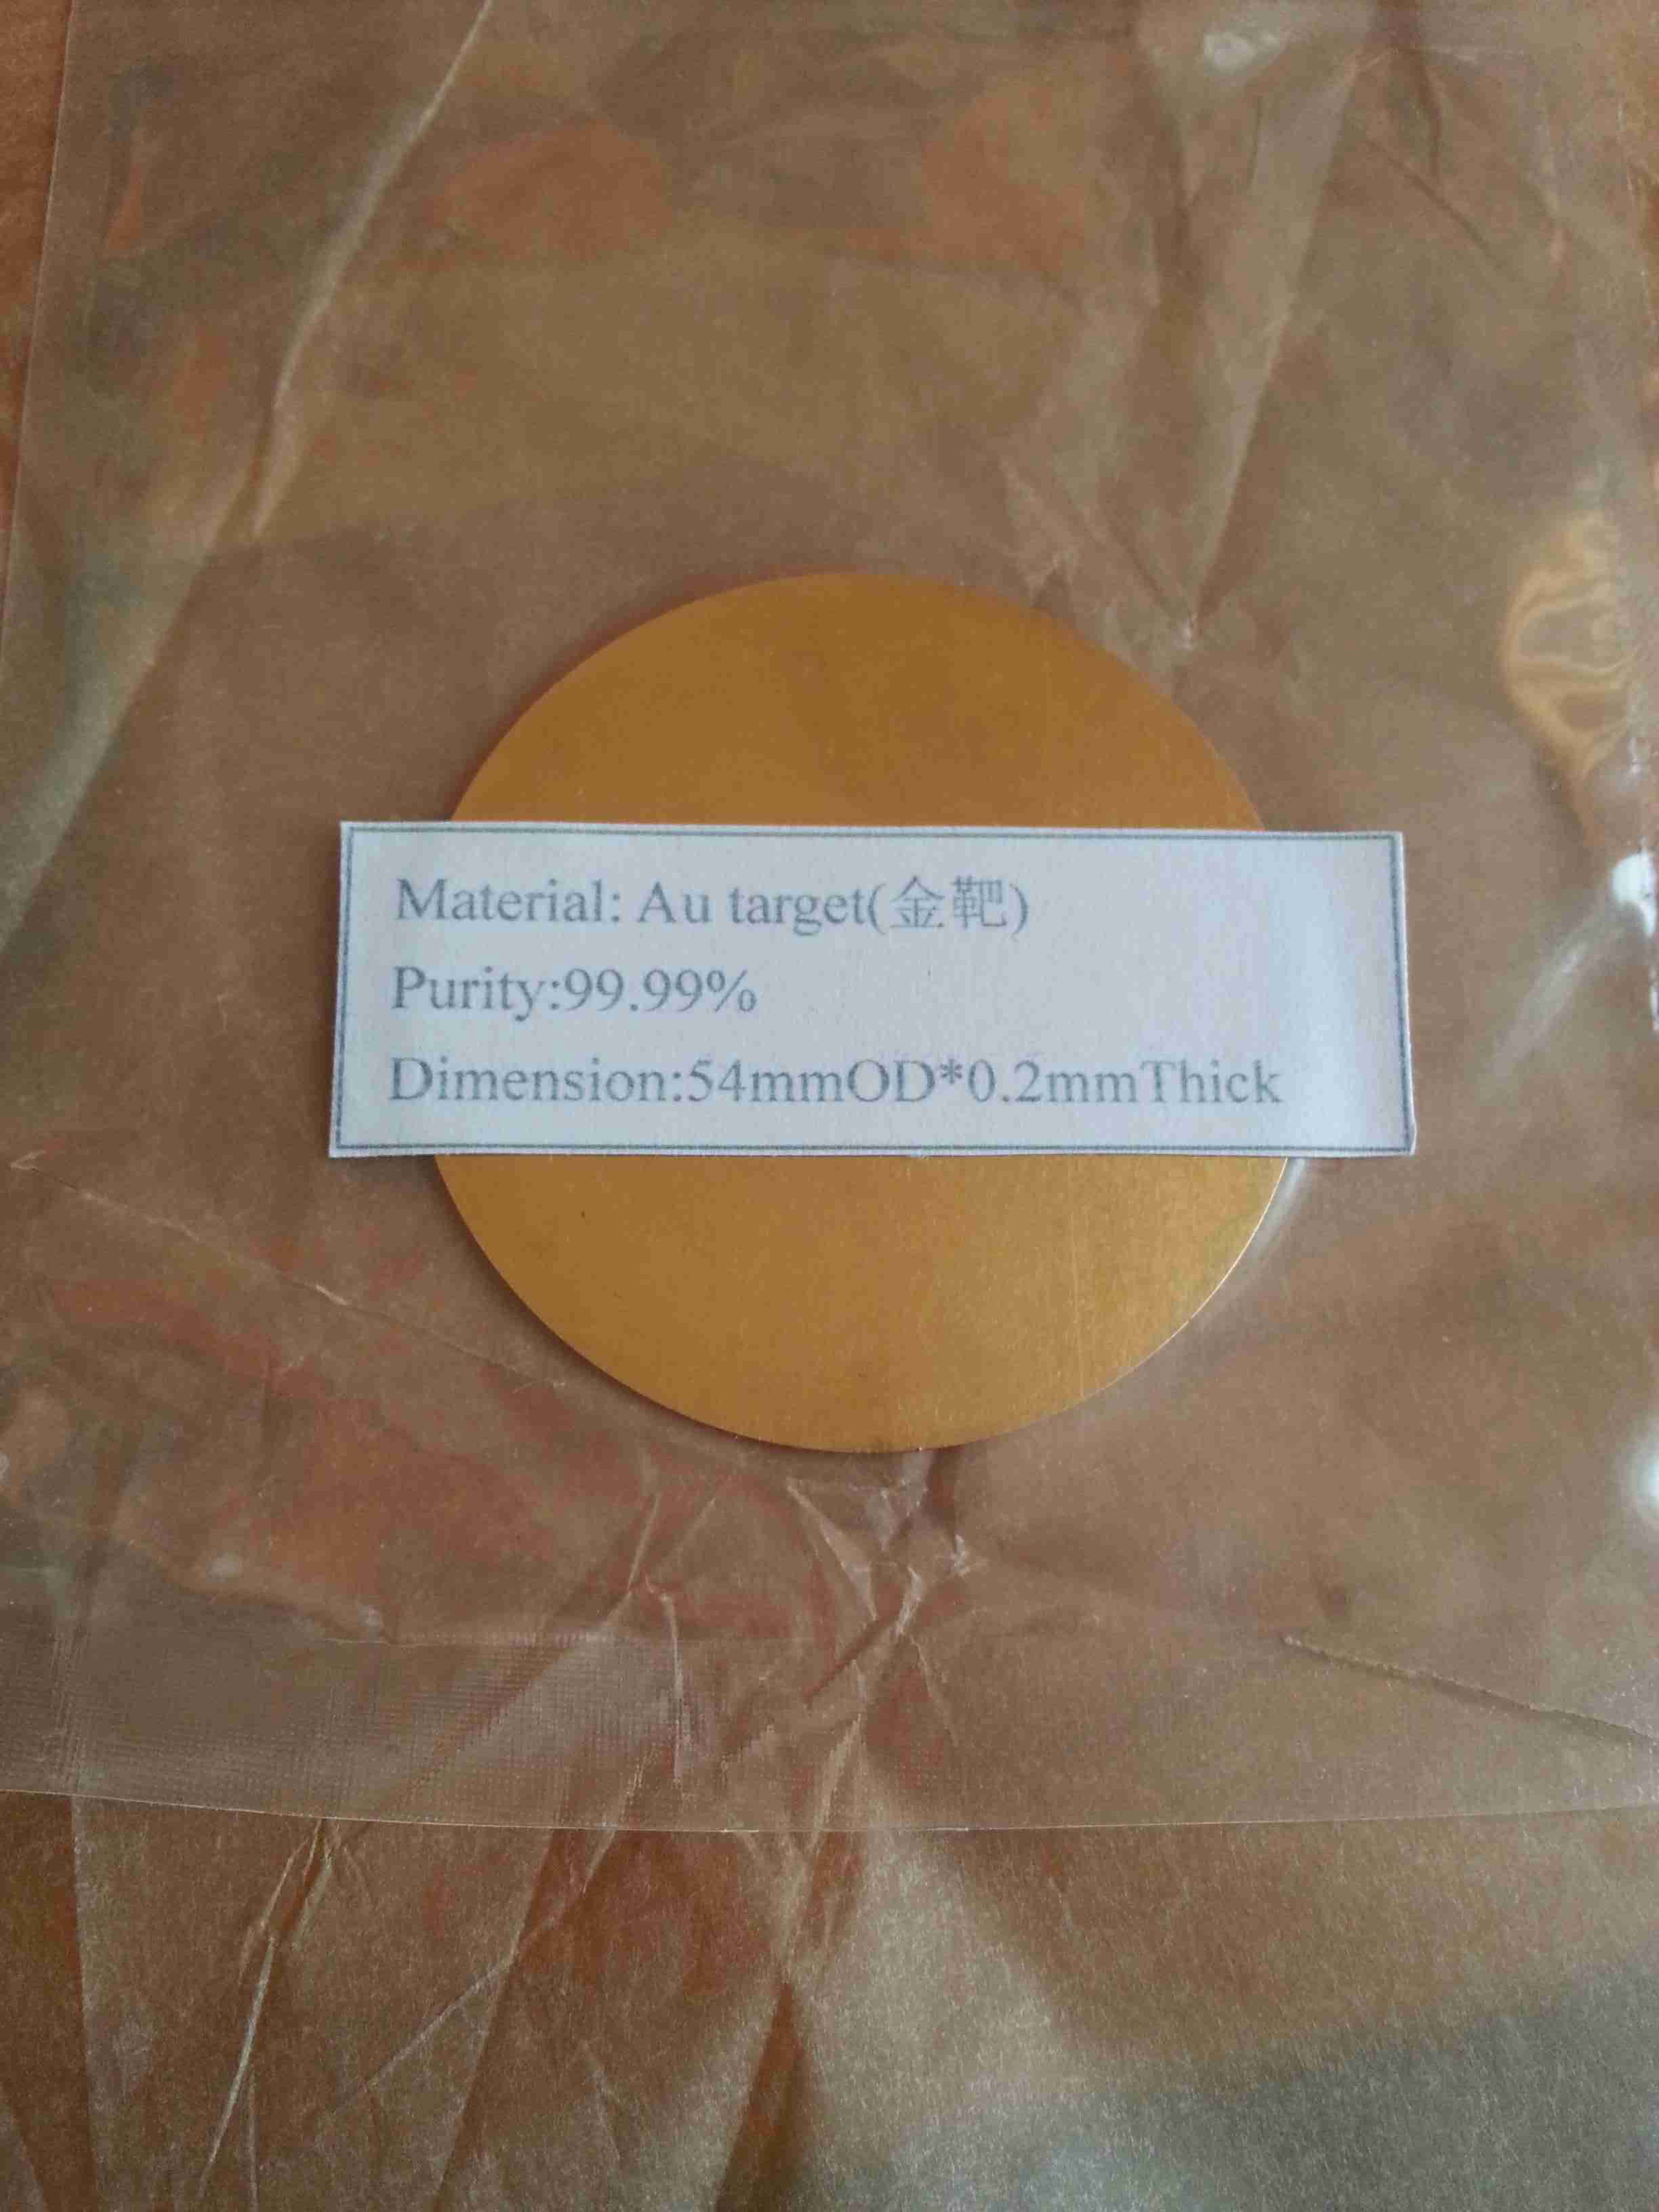 Material: Au target(金靶)
Purity:99.99%
Dimension:54mmOD*0.2mmThick